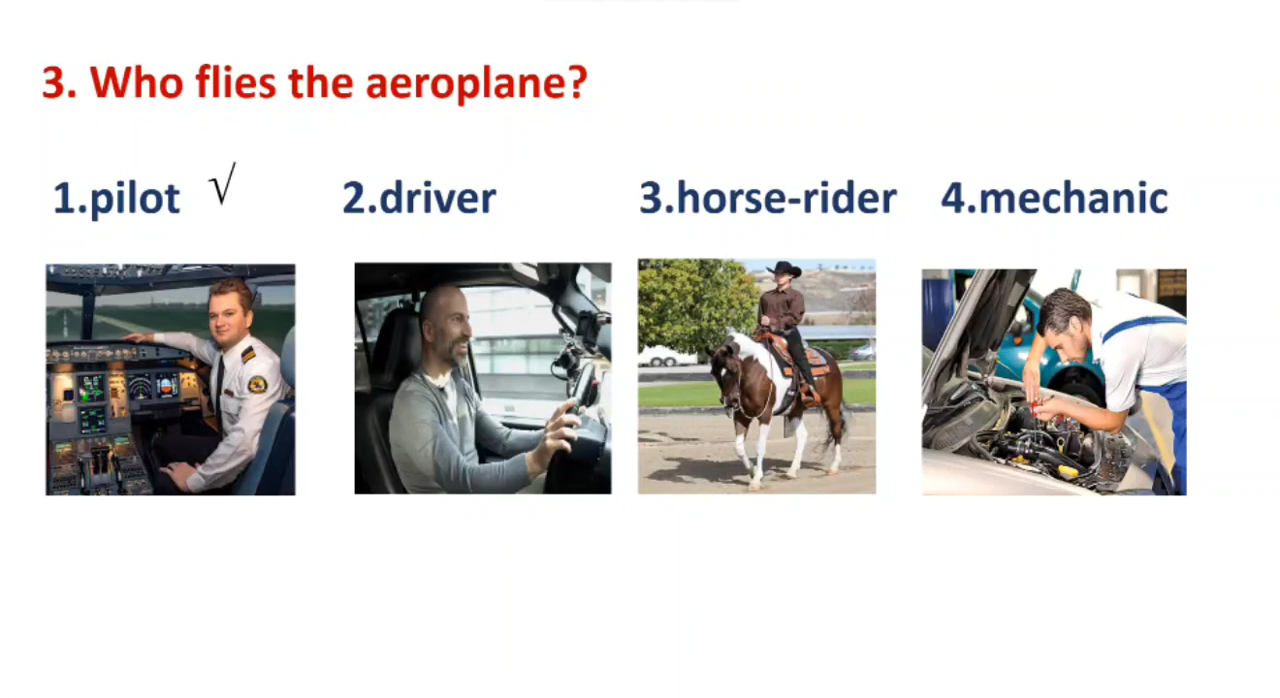 3. Who flies the aeroplane?
1.pilot √ 2.driver 3.horse-rider 4.mechanic